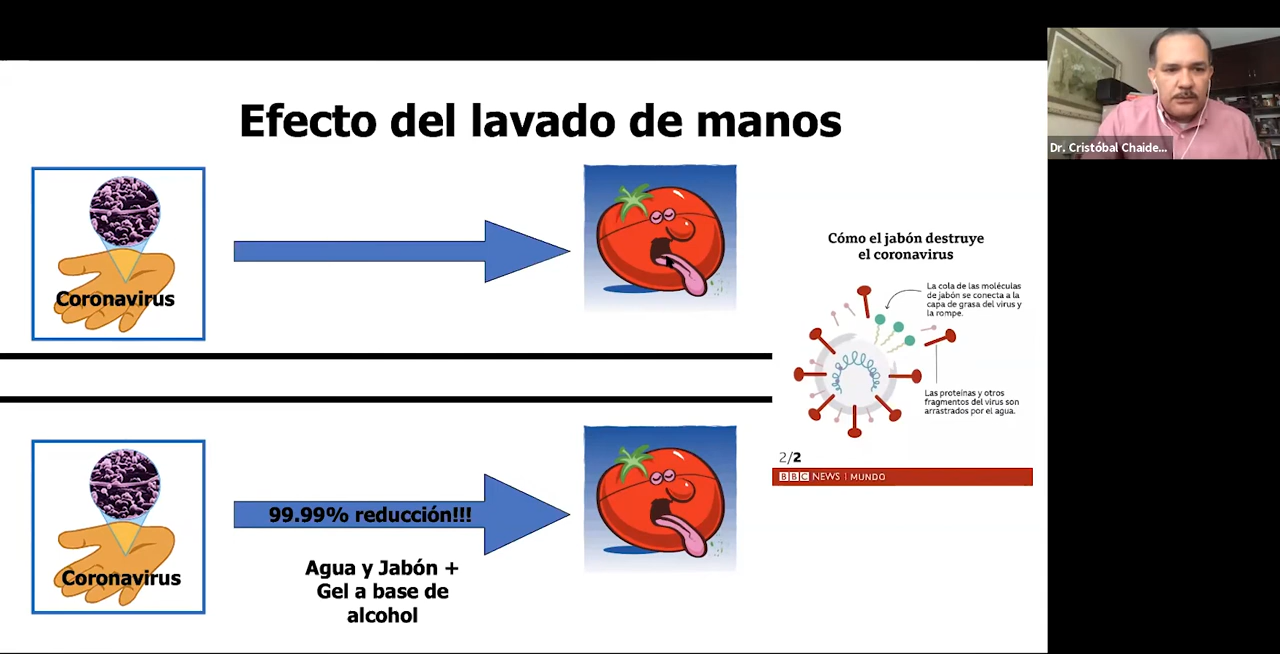 Efecto del lavado de manos
Coronavirus
Dr. Cristóbal Chaide...
Cómo el jabón destruye
el coronavirus
La cola de las moléculas
de jabón se conecta a la
capa de grasa del virus y
la rompe.
Las proteínas y otros
fragmentos del virus son
arrastrados por el agua.
2/2
BBC NEWS | MUNDO
Coronavirus
99.99% reducción!!!
Agua y Jabón +
Gel a base de
alcohol